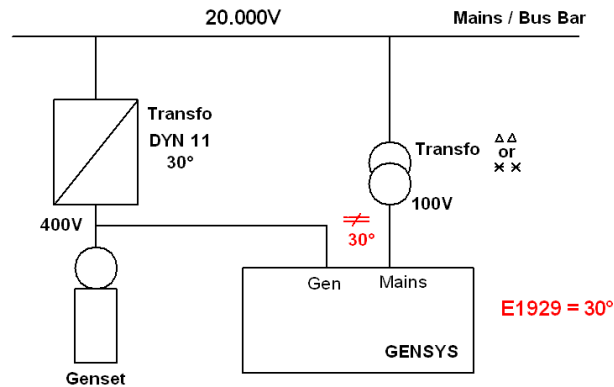 20.000V
Mains / Bus Bar
Transfo
DYN 11
30°
Transfo
Δ Δ
or
100V
400V
30°
Gen
Mains
E1929 = 30°
GENSYS
Genset